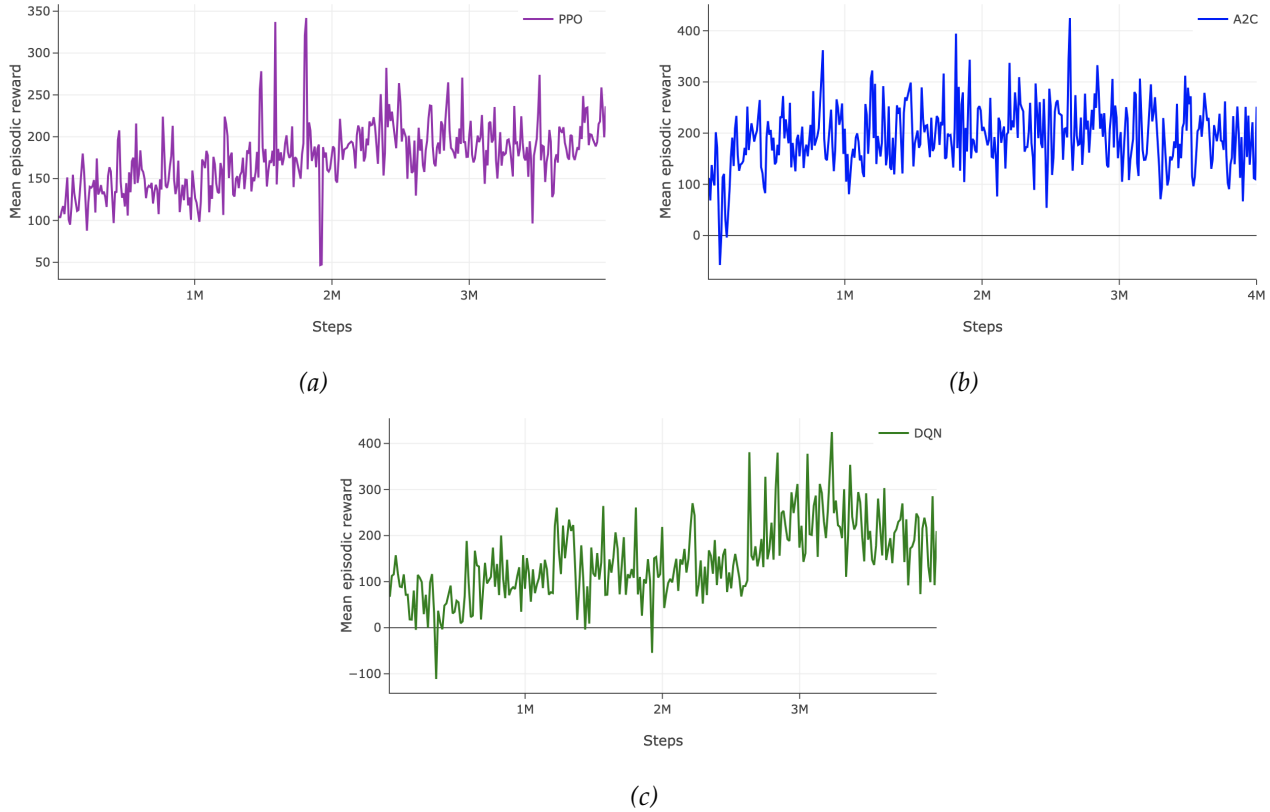 PPO
350
300
250
200
150
100
50
Mean episodic reward
1M
2M
3M
Steps
(a)
A2C
400
300
200
100
0
Mean episodic reward
1M
2M
3M
4M
Steps
(b)
DQN
400
300
200
100
0
−100
Mean episodic reward
1M
2M
3M
Steps
(c)